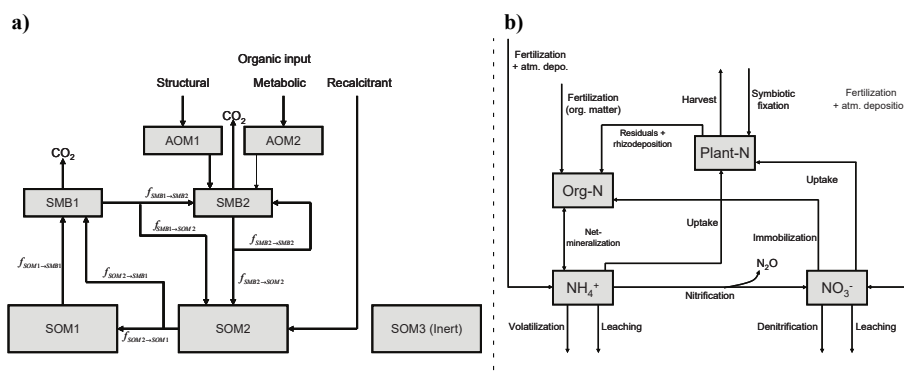 a)
Organic input
Structural
Metabolic
Recalcitrant
CO2
AOM1
AOM2
CO2
SMB1
fSMB1→SMB2
SMB2
fSMB1→SOM2
fSMB2→SMB2
fSOM1→SMB1
fSOM2→SMB1
fSMB2→SOM2
SOM1
SOM2
SOM3 (Inert)
fSOM2→SOM1
b)
Fertilization
+ atm. depo.
Fertilization
(org. matter)
Harvest
Symbiotic
fixation
Fertilization
+ atm. depositio
Residuals +
rhizodeposition
Plant-N
Org-N
Uptake
Uptake
Net-
mineralization
Immobilization
N2O
NH4+
Nitrification
NO3-
Volatilization
Leaching
Denitrification
Leaching